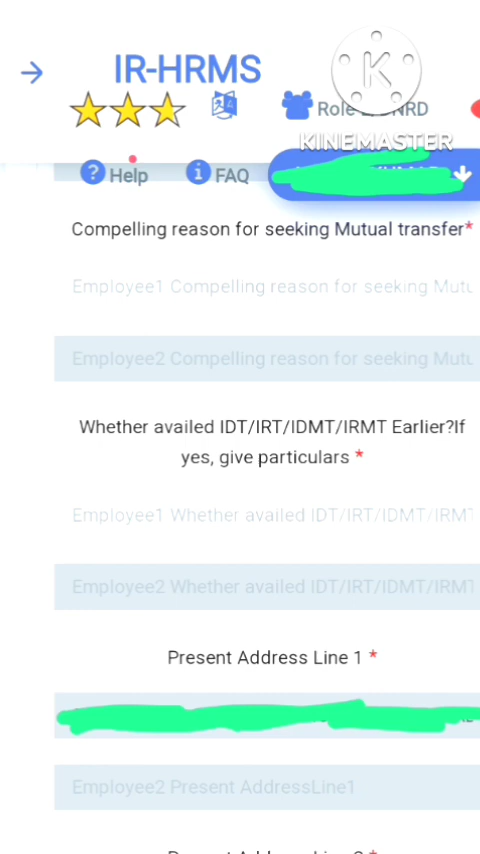 IR-HRMS
K
Role
NRD
KINEMASTER
Help
FAQ
Compelling reason for seeking Mutual transfer*
Employee1 Compelling reason for seeking Mutu
Employee2 Compelling reason for seeking Mutu
Whether availed IDT/IRT/IDMT/IRMT Earlier?If
yes, give particulars *
Employee1 Whether availed IDT/IRT/IDMT/IRMT
Employee2 Whether availed IDT/IRT/IDMT/IRMT
Present Address Line 1 *
Employee2 Present AddressLine1